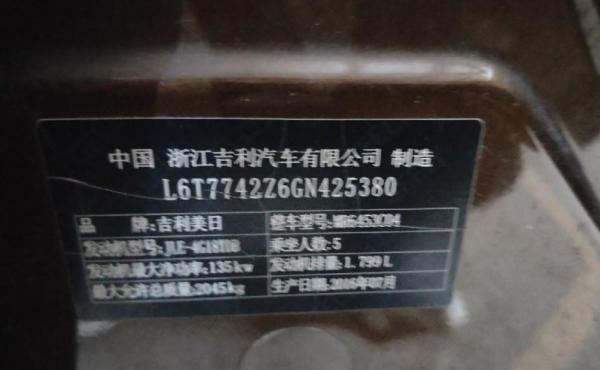 中国 浙江吉利汽车有限公司 制造
L6T7742Z6GN425380
品 牌:吉利美日 整车型号:MR6453C04
发动机型号:JLE-4G18TDB 乘坐人数:5
发动机最大净功率:135kw 发动机排量:1.799L
最大允许总质量:2045kg 生产日期:2016年07月